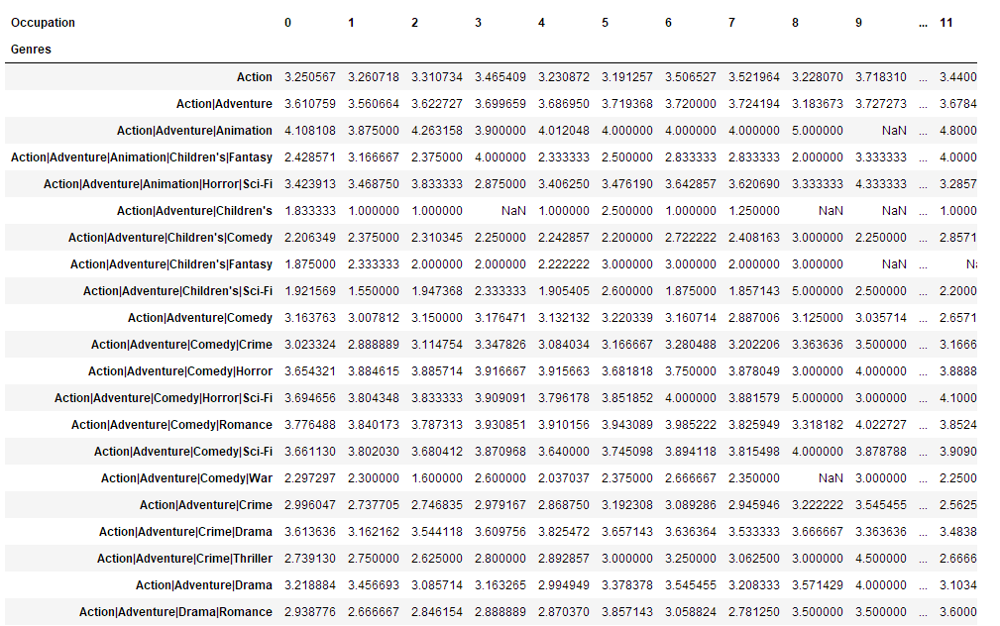 Occupation 0 1 2 3 4 5 6 7 8 9 ... 11
Genres
Action 3.250567 3.260718 3.310734 3.465409 3.230872 3.191257 3.506527 3.521964 3.228070 3.718310 ... 3.4400
Action|Adventure 3.610759 3.560664 3.622727 3.699659 3.686950 3.719368 3.720000 3.724194 3.183673 3.727273 ... 3.6784
Action|Adventure|Animation 4.108108 3.875000 4.263158 3.900000 4.012048 4.000000 4.000000 4.000000 5.000000 NaN ... 4.8000
Action|Adventure|Animation|Children's|Fantasy 2.428571 3.166667 2.375000 4.000000 2.333333 2.500000 2.833333 2.833333 2.000000 3.333333 ... 4.0000
Action|Adventure|Animation|Horror|Sci-Fi 3.423913 3.468750 3.833333 2.875000 3.406250 3.476190 3.642857 3.620690 3.333333 4.333333 ... 3.2857
Action|Adventure|Children's 1.833333 1.000000 1.000000 NaN 1.000000 2.500000 1.000000 1.250000 NaN NaN ... 1.0000
Action|Adventure|Children's|Comedy 2.206349 2.375000 2.310345 2.250000 2.242857 2.200000 2.722222 2.408163 3.000000 2.250000 ... 2.8571
Action|Adventure|Children's|Fantasy 1.875000 2.333333 2.000000 2.000000 2.222222 3.000000 3.000000 2.000000 3.000000 NaN ...
Action|Adventure|Children's|Sci-Fi 1.921569 1.550000 1.947368 2.333333 1.905405 2.600000 1.875000 1.857143 5.000000 2.500000 ... 2.2000
Action|Adventure|Comedy 3.163763 3.007812 3.150000 3.176471 3.132132 3.220339 3.160714 2.887006 3.125000 3.035714 ... 2.6571
Action|Adventure|Comedy|Crime 3.023324 2.888889 3.114754 3.347826 3.084034 3.166667 3.280488 3.202206 3.363636 3.500000 ... 3.1666
Action|Adventure|Comedy|Horror 3.654321 3.884615 3.885714 3.916667 3.915663 3.681818 3.750000 3.878049 3.000000 4.000000 ... 3.8888
Action|Adventure|Comedy|Horror|Sci-Fi 3.694656 3.804348 3.833333 3.909091 3.796178 3.851852 4.000000 3.881579 5.000000 3.000000 ... 4.1000
Action|Adventure|Comedy|Romance 3.776488 3.840173 3.787313 3.930851 3.910156 3.943089 3.985222 3.825949 3.318182 4.022727 ... 3.8524
Action|Adventure|Comedy|Sci-Fi 3.661130 3.802030 3.680412 3.870968 3.640000 3.745098 3.894118 3.815498 4.000000 3.878788 ... 3.9090
Action|Adventure|Comedy|War 2.297297 2.300000 1.600000 2.600000 2.037037 2.375000 2.666667 2.350000 NaN 3.000000 ... 2.2500
Action|Adventure|Crime 2.996047 2.737705 2.746835 2.979167 2.868750 3.192308 3.089286 2.945946 3.222222 3.545455 ... 2.5625
Action|Adventure|Crime|Drama 3.613636 3.162162 3.544118 3.609756 3.825472 3.657143 3.636364 3.533333 3.666667 3.363636 ... 3.4838
Action|Adventure|Crime|Thriller 2.739130 2.750000 2.625000 2.800000 2.892857 3.000000 3.250000 3.062500 3.000000 4.500000 ... 2.6666
Action|Adventure|Drama 3.218884 3.456693 3.085714 3.163265 2.994949 3.378378 3.545455 3.208333 3.571429 4.000000 ... 3.1034
Action|Adventure|Drama|Romance 2.938776 2.666667 2.846154 2.888889 2.870370 3.857143 3.058824 2.781250 3.500000 3.500000 ... 3.6000